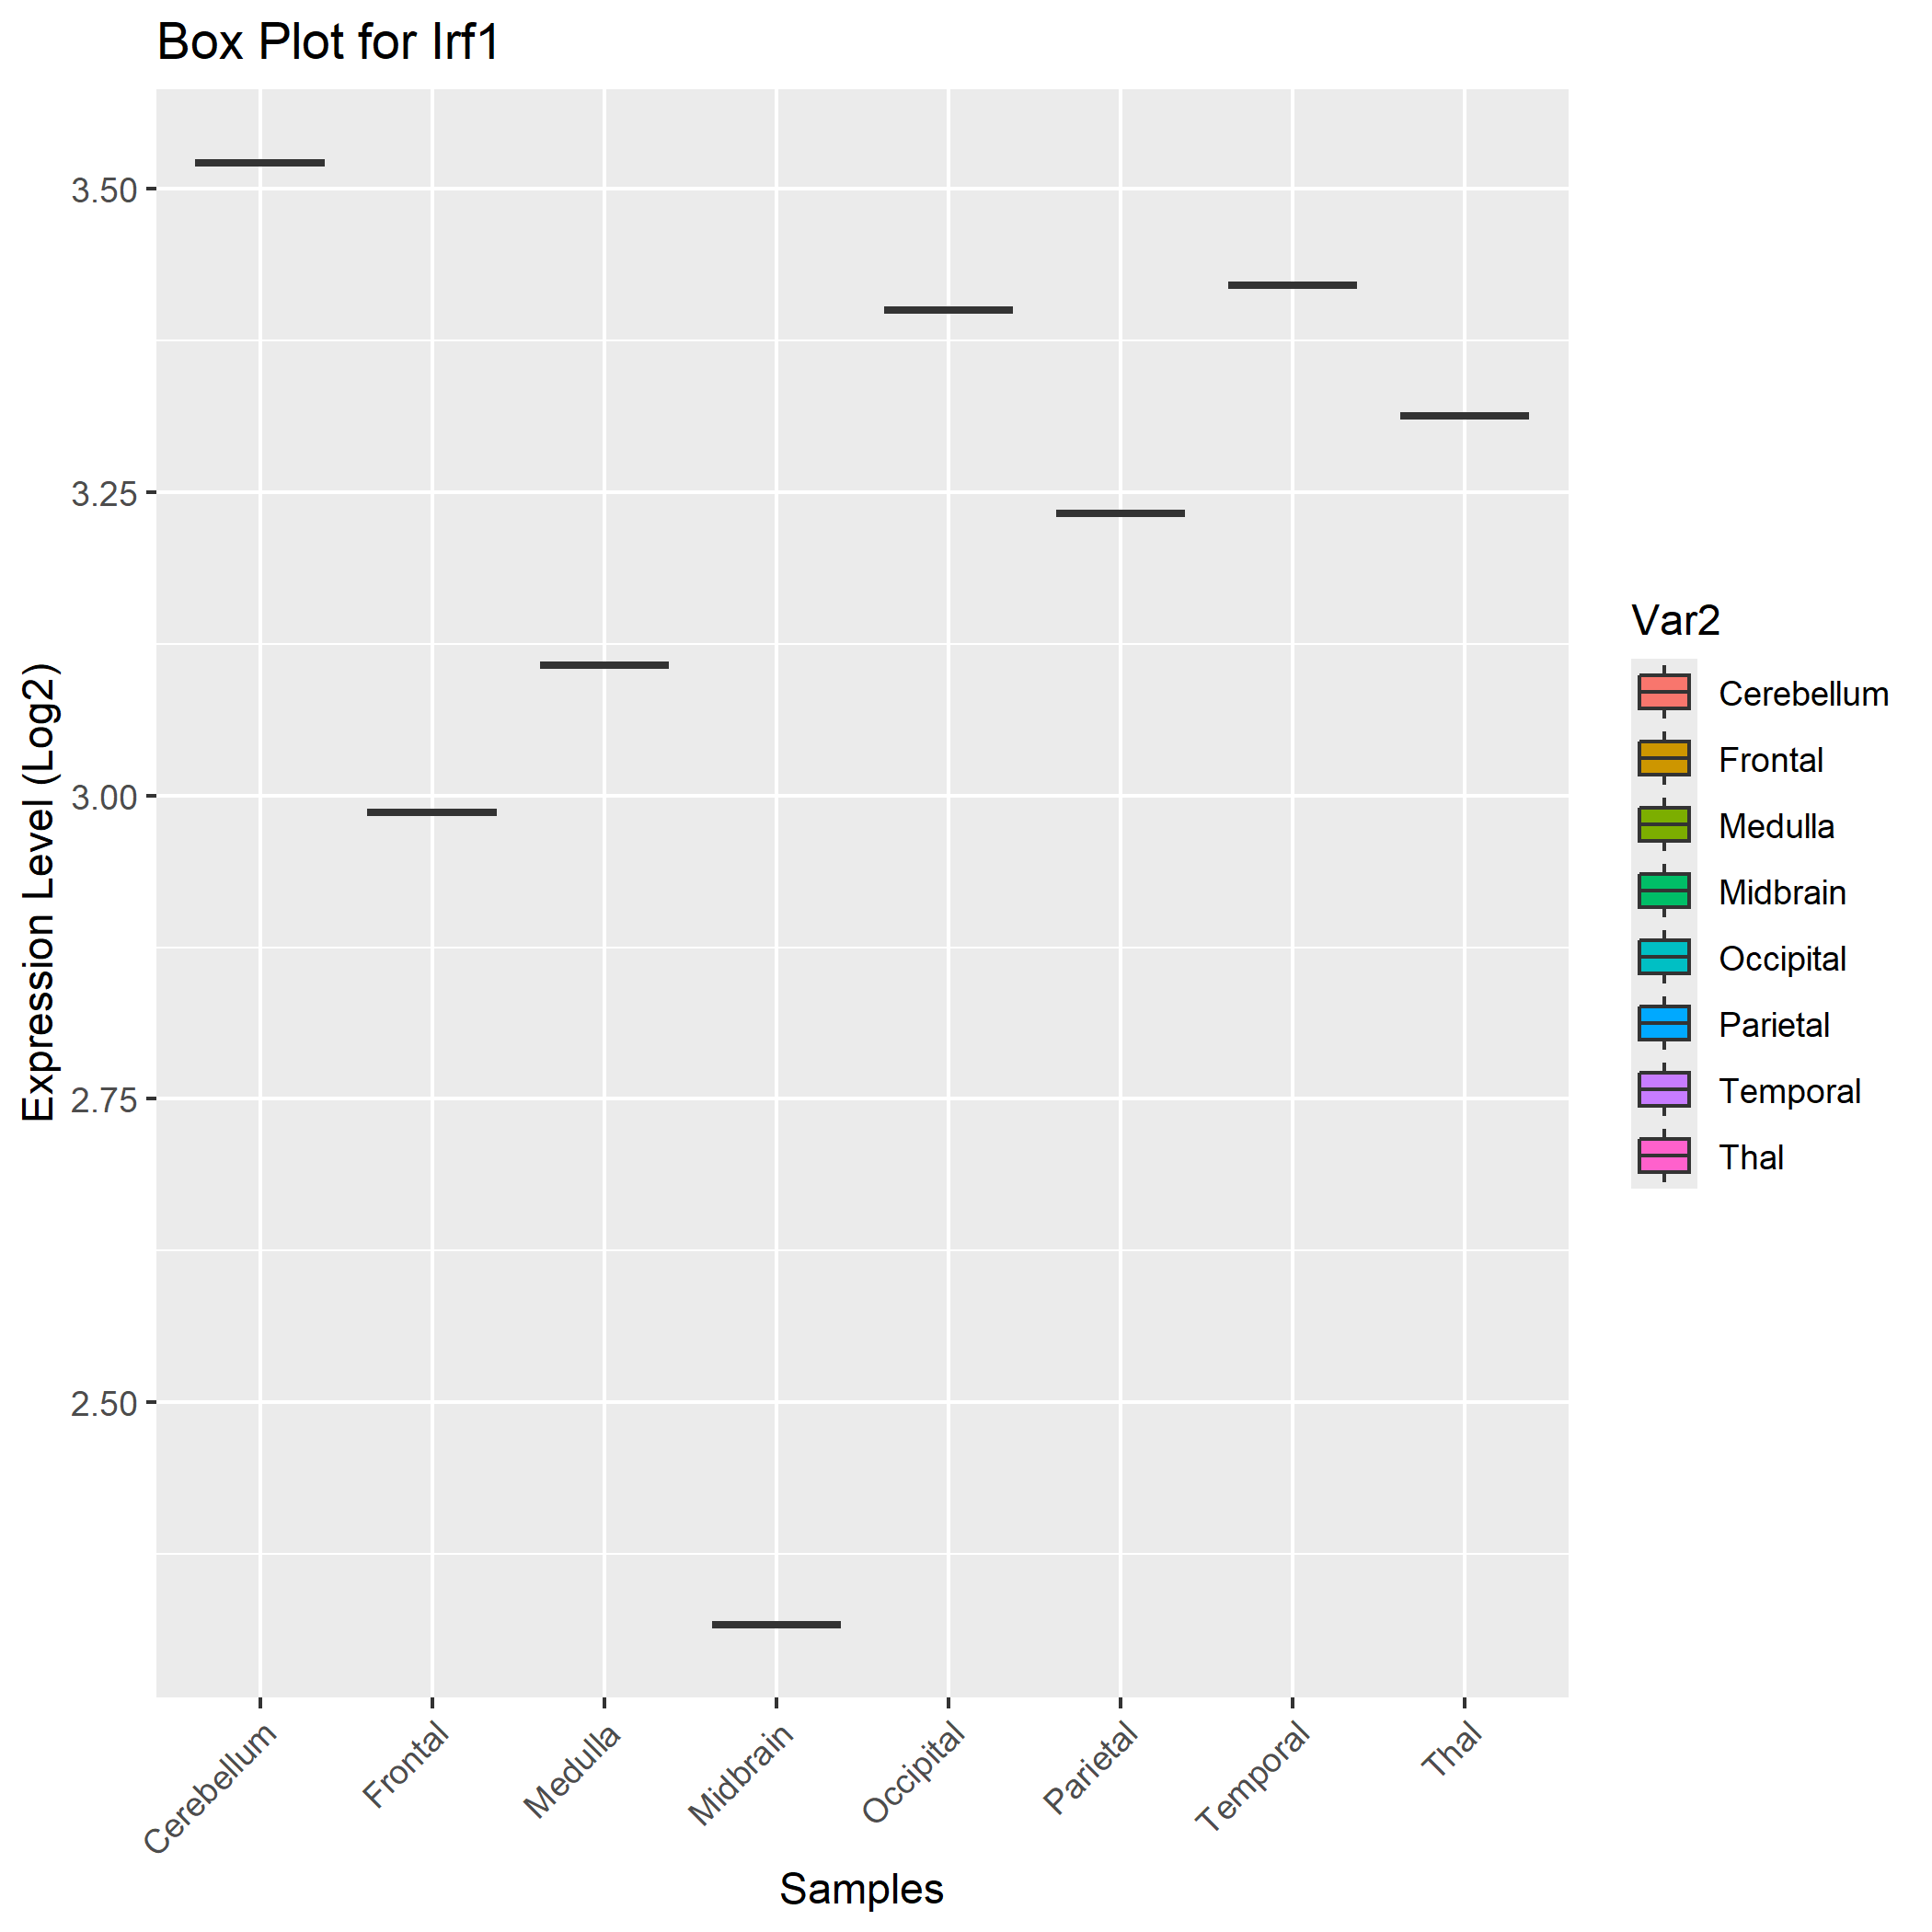 Box Plot for Irf1
Expression Level (Log2)
3.50
3.25
3.00
2.75
2.50
Cerebellum
Frontal
Medulla
Midbrain
Occipital
Parietal
Temporal
Thal
Samples
Var2
Cerebellum
Frontal
Medulla
Midbrain
Occipital
Parietal
Temporal
Thal